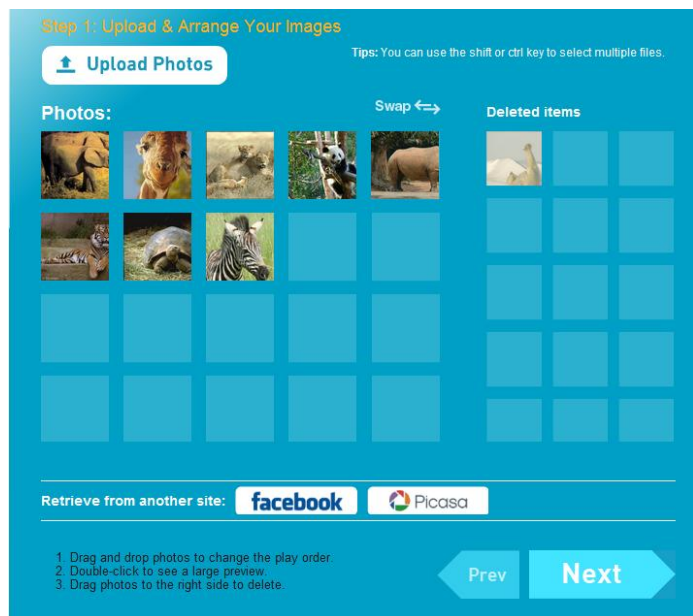 Step 1: Upload & Arrange Your Images
Upload Photos
Tips: You can use the shift or ctrl key to select multiple files.
Photos:
Swap
Deleted items
Retrieve from another site:
facebook
Picasa
1. Drag and drop photos to change the play order.
2. Double-click to see a large preview.
3. Drag photos to the right side to delete.
Prev
Next